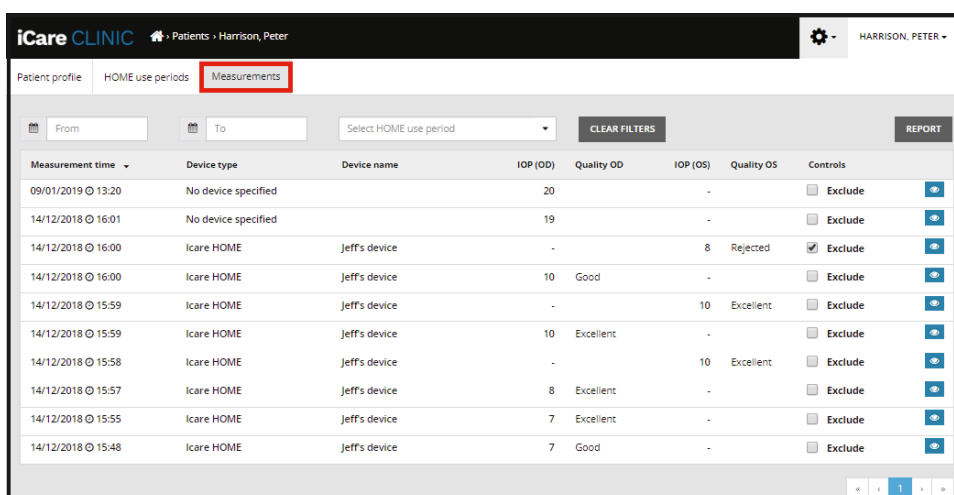 iCare CLINIC › Patients › Harrison, Peter HARRISON, PETER
Patient profile HOME use periods Measurements
From To Select HOME use period CLEAR FILTERS REPORT
Measurement time Device type Device name IOP (OD) Quality OD IOP (OS) Quality OS Controls
09/01/2019 13:20 No device specified 20 - Exclude
14/12/2018 16:01 No device specified 19 - Exclude
14/12/2018 16:00 Icare HOME Jeff's device - 8 Rejected Exclude
14/12/2018 16:00 Icare HOME Jeff's device 10 Good - Exclude
14/12/2018 15:59 Icare HOME Jeff's device - 10 Excellent Exclude
14/12/2018 15:59 Icare HOME Jeff's device 10 Excellent - Exclude
14/12/2018 15:58 Icare HOME Jeff's device - 10 Excellent Exclude
14/12/2018 15:57 Icare HOME Jeff's device 8 Excellent - Exclude
14/12/2018 15:55 Icare HOME Jeff's device 7 Excellent - Exclude
14/12/2018 15:48 Icare HOME Jeff's device 7 Good - Exclude
« ‹ 1 › »